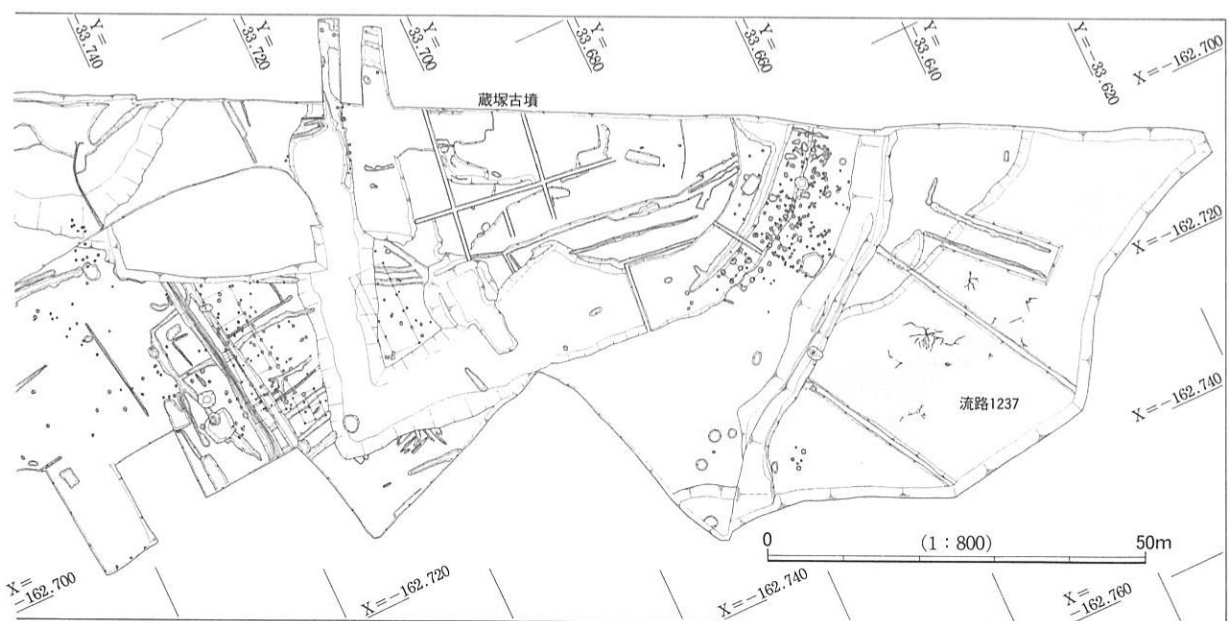 Y=
-33.740
Y=
-33.720
Y=
-33.700
Y=
-33.680
Y=
-33.660
Y=
-33.640
Y=
-33.620
X=-162.700
蔵塚古墳
X=-162.720
X=-162.740
流路1237
0
(1:800)
50m
X=
-162.700
X=-162.720
X=-162.740
X=
-162.760